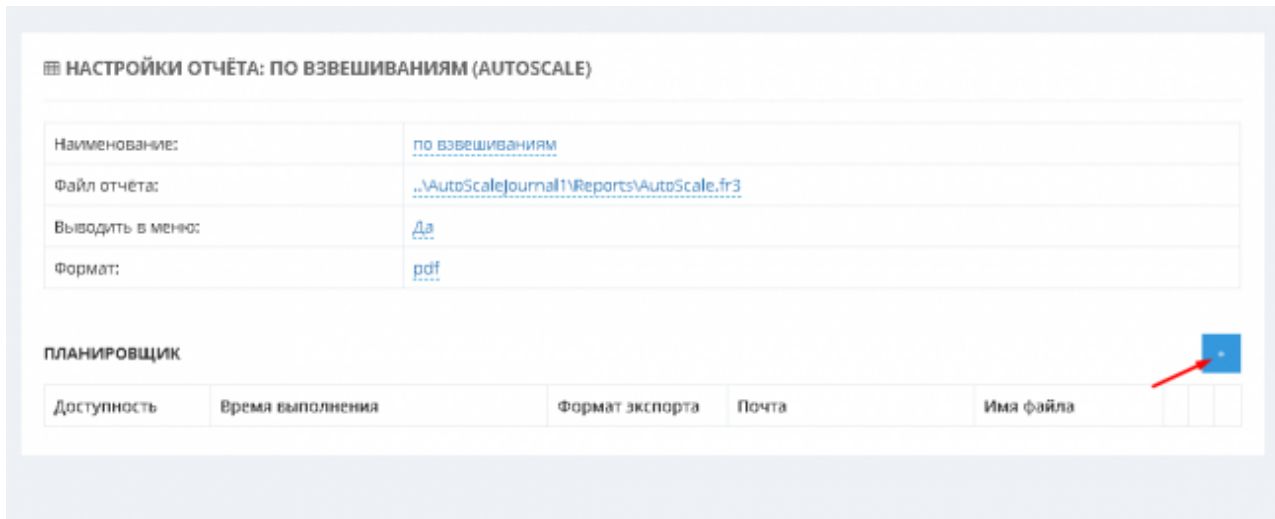 НАСТРОЙКИ ОТЧЁТА: ПО ВЗВЕШИВАНИЯМ (AUTOSCALE)
Наименование: по взвешиваниям
Файл отчёта: ..\AutoScaleJournal1\Reports\AutoScale.fr3
Выводить в меню: Да
Формат: pdf
ПЛАНИРОВЩИК +
Доступность Время выполнения Формат экспорта Почта Имя файла